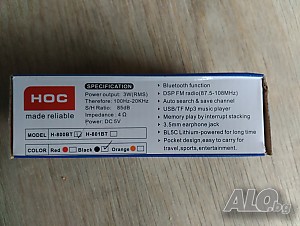 HOC
made reliable
SPECIFICATION
Power output: 3W(RMS)
Therefore: 100Hz-20KHz
S/H Ratio: 85dB
Impedance: 4 Ω
Power: DC 5V
MODEL H-800BT H-801BT
COLOR Red Black Orange
• Bluetooth function
• DSP FM radio(87.5-108MHz)
• Auto search & save channel
• USB/TF Mp3 music player
• Memory play by interrupt stacking
• 3.5mm earphone jack
• BL5C Lithium-powered for long time
• Pocket design,easy to carry for
travel,sports,entertainment.
ALO.bg